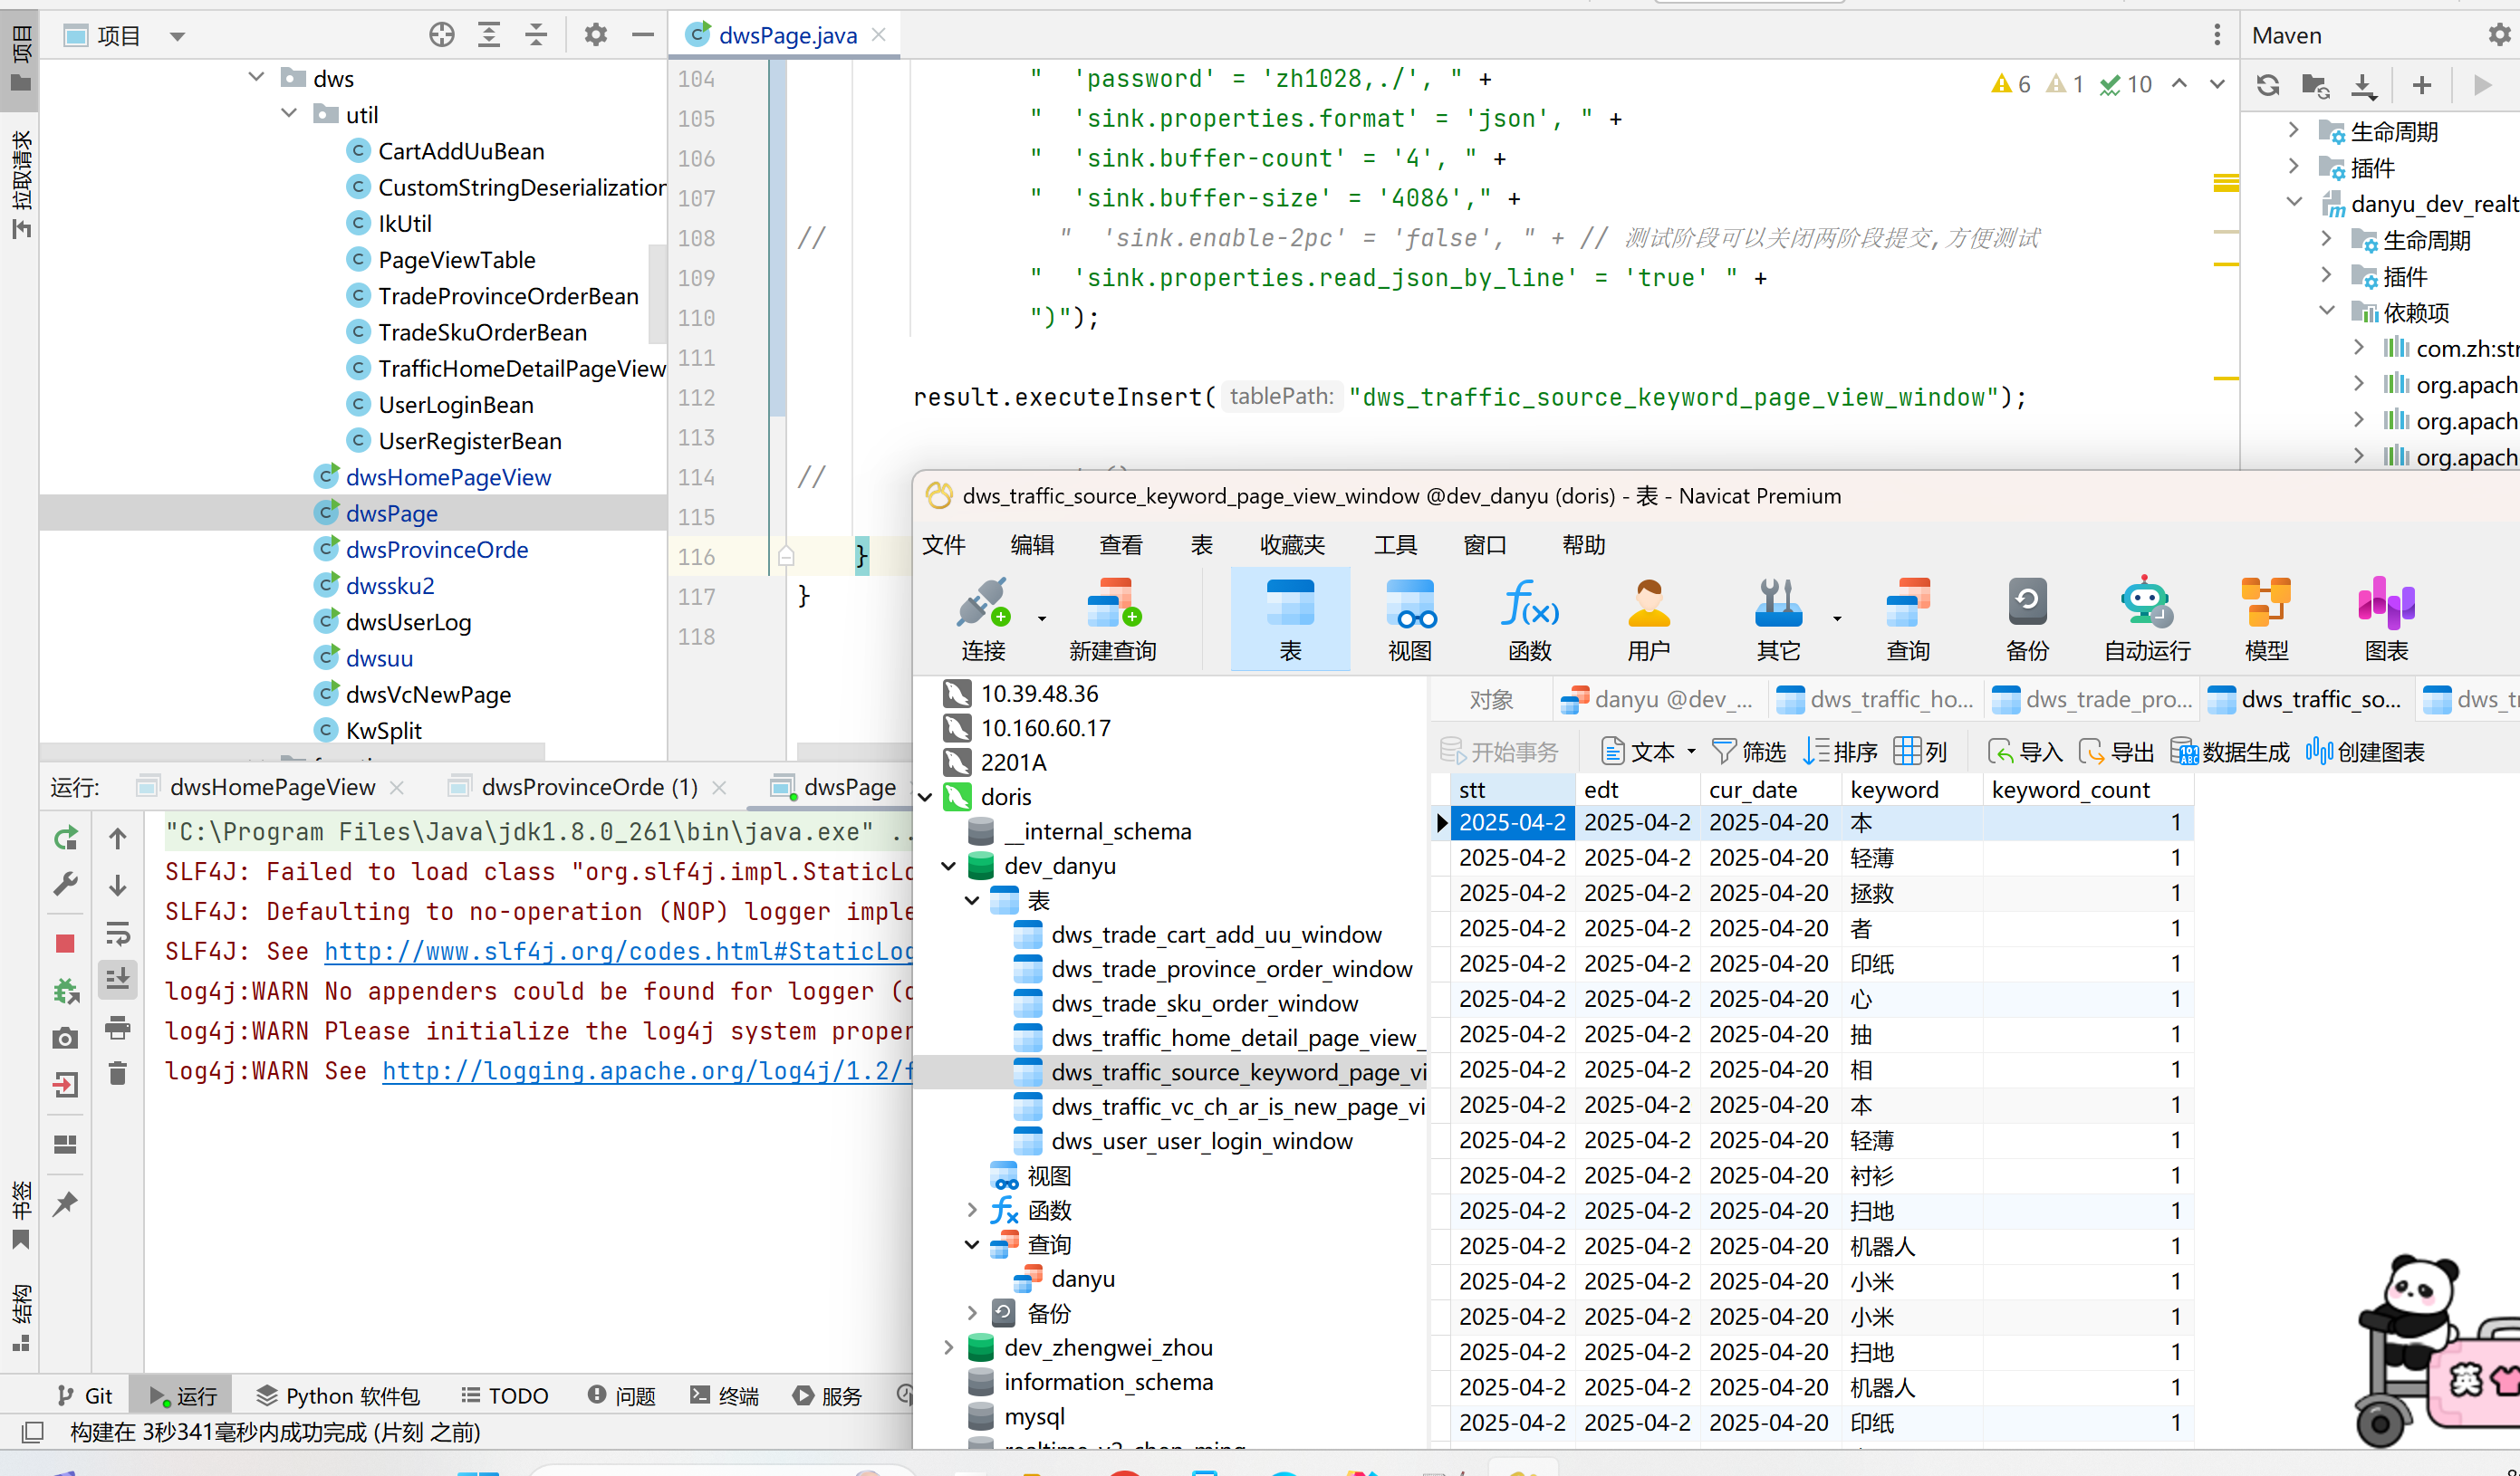 项目
dwsPage.java
Maven
项目
拉取请求
书签
结构
dws
util
CartAddUuBean
CustomStringDeserialization
IkUtil
PageViewTable
TradeProvinceOrderBean
TradeSkuOrderBean
TrafficHomeDetailPageView
UserLoginBean
UserRegisterBean
dwsHomePageView
dwsPage
dwsProvinceOrde
dwssku2
dwsUserLog
dwsuu
dwsVcNewPage
KwSplit
104 "  'password' = 'zh1028,./', " +
105 "  'sink.properties.format' = 'json', " +
106 "  'sink.buffer-count' = '4', " +
107 "  'sink.buffer-size' = '4086'," +
108 // "  'sink.enable-2pc' = 'false', " + // 测试阶段可以关闭两阶段提交,方便测试
109 "  'sink.properties.read_json_by_line' = 'true' " +
110 ")");
111
112 result.executeInsert( tablePath: "dws_traffic_source_keyword_page_view_window");
113
114 //
115
116 }
117 }
118
6 1 10
生命周期
插件
danyu_dev_realt
生命周期
插件
依赖项
com.zh:str
org.apach
org.apach
org.apach
dws_traffic_source_keyword_page_view_window @dev_danyu (doris) - 表 - Navicat Premium
文件 编辑 查看 表 收藏夹 工具 窗口 帮助
连接 新建查询 表 视图 函数 用户 其它 查询 备份 自动运行 模型 图表
10.39.48.36
10.160.60.17
2201A
doris
__internal_schema
dev_danyu
表
dws_trade_cart_add_uu_window
dws_trade_province_order_window
dws_trade_sku_order_window
dws_traffic_home_detail_page_view_
dws_traffic_source_keyword_page_vi
dws_traffic_vc_ch_ar_is_new_page_vi
dws_user_user_login_window
视图
函数
查询
danyu
备份
dev_zhengwei_zhou
information_schema
mysql
对象 danyu @dev_... dws_traffic_ho... dws_trade_pro... dws_traffic_so... dws_t
开始事务 文本 筛选 排序 列 导入 导出 数据生成 创建图表
stt edt cur_date keyword keyword_count
2025-04-2 2025-04-2 2025-04-20 本 1
2025-04-2 2025-04-2 2025-04-20 轻薄 1
2025-04-2 2025-04-2 2025-04-20 拯救 1
2025-04-2 2025-04-2 2025-04-20 者 1
2025-04-2 2025-04-2 2025-04-20 印纸 1
2025-04-2 2025-04-2 2025-04-20 心 1
2025-04-2 2025-04-2 2025-04-20 抽 1
2025-04-2 2025-04-2 2025-04-20 相 1
2025-04-2 2025-04-2 2025-04-20 本 1
2025-04-2 2025-04-2 2025-04-20 轻薄 1
2025-04-2 2025-04-2 2025-04-20 衬衫 1
2025-04-2 2025-04-2 2025-04-20 扫地 1
2025-04-2 2025-04-2 2025-04-20 机器人 1
2025-04-2 2025-04-2 2025-04-20 小米 1
2025-04-2 2025-04-2 2025-04-20 小米 1
2025-04-2 2025-04-2 2025-04-20 扫地 1
2025-04-2 2025-04-2 2025-04-20 机器人 1
2025-04-2 2025-04-2 2025-04-20 印纸 1
英
运行: dwsHomePageView dwsProvinceOrde (1) dwsPage
"C:\Program Files\Java\jdk1.8.0_261\bin\java.exe" ..
SLF4J: Failed to load class "org.slf4j.impl.StaticLo
SLF4J: Defaulting to no-operation (NOP) logger imple
SLF4J: See http://www.slf4j.org/codes.html#StaticLog
log4j:WARN No appenders could be found for logger (o
log4j:WARN Please initialize the log4j system proper
log4j:WARN See http://logging.apache.org/log4j/1.2/f
Git 运行 Python 软件包 TODO 问题 终端 服务
构建在 3秒341毫秒内成功完成 (片刻 之前)